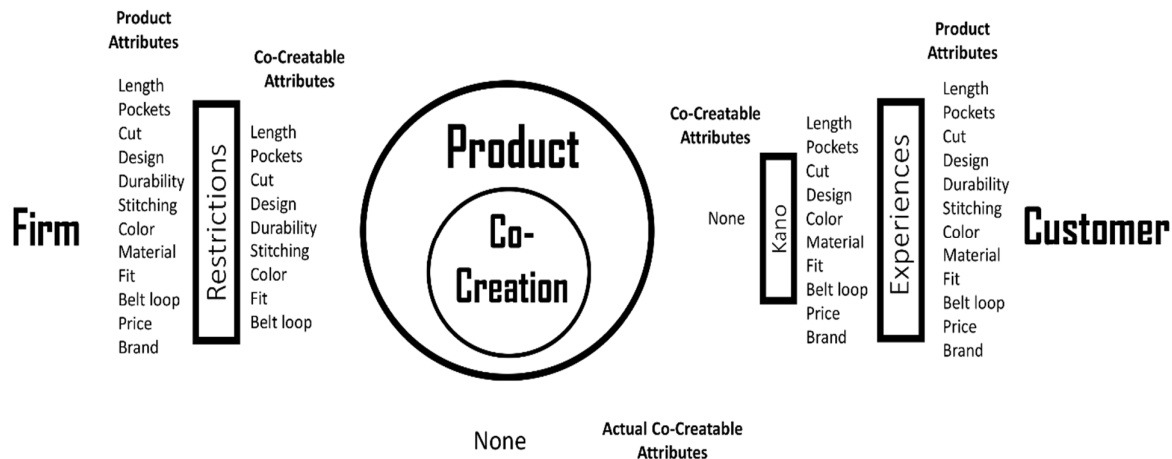 Product
Attributes
Length
Pockets
Cut
Design
Durability
Stitching
Color
Material
Fit
Belt loop
Price
Brand
Firm
Restrictions
Co-Creatable
Attributes
Length
Pockets
Cut
Design
Durability
Stitching
Color
Fit
Belt loop
Product
Co-
Creation
Co-Creatable
Attributes
None
Kano
Length
Pockets
Cut
Design
Color
Material
Fit
Belt loop
Price
Brand
Experiences
Product
Attributes
Length
Pockets
Cut
Design
Durability
Stitching
Color
Material
Fit
Belt loop
Price
Brand
Customer
None
Actual Co-Creatable
Attributes